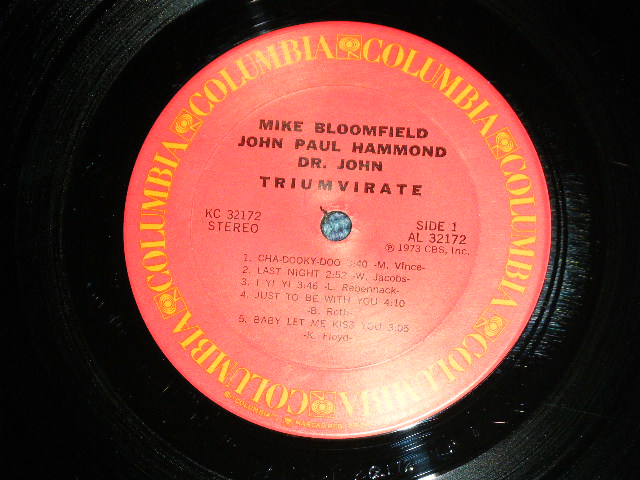 COLUMBIA COLUMBIA COLUMBIA COLUMBIA COLUMBIA COLUMBIA COLUMBIA
MIKE BLOOMFIELD
JOHN PAUL HAMMOND
DR. JOHN
TRIUMVIRATE
KC 32172
STEREO
SIDE 1
AL 32172
℗ 1973 CBS, Inc.
1. CHA-DOOKY-DOO 3:40 -M. Vince-
2. LAST NIGHT 2:52 -W. Jacobs-
3. I YI YI 3:46 -L. Rebennack-
4. JUST TO BE WITH YOU 4:10
-B. Roth-
5. BABY LET ME KISS YOU 3:05
-K. Floyd-